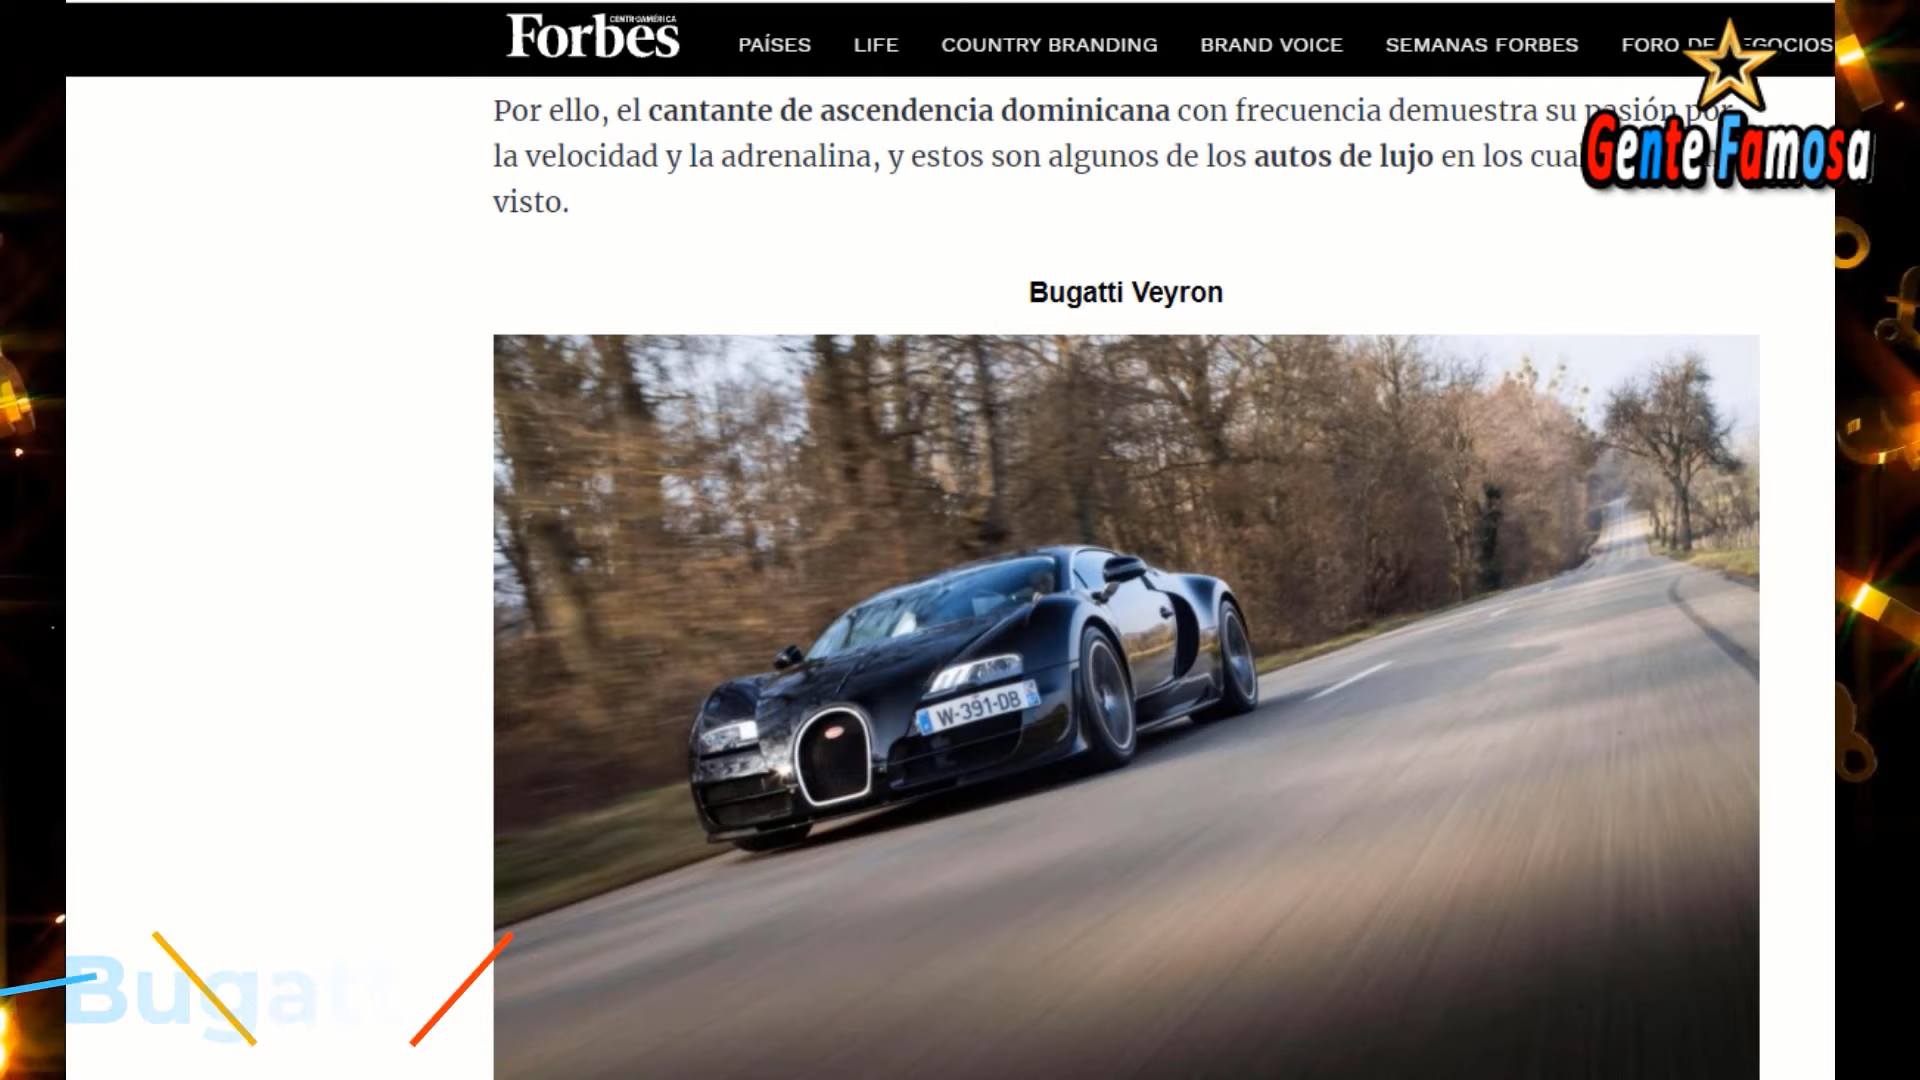 Forbes
CENTROAMÉRICA
PAÍSES LIFE COUNTRY BRANDING BRAND VOICE SEMANAS FORBES FORO DE NEGOCIOS
Por ello, el cantante de ascendencia dominicana con frecuencia demuestra su pasión por
la velocidad y la adrenalina, y estos son algunos de los autos de lujo en los
visto.
Gente Famosa
Bugatti Veyron
W-391-DB
Bugatt